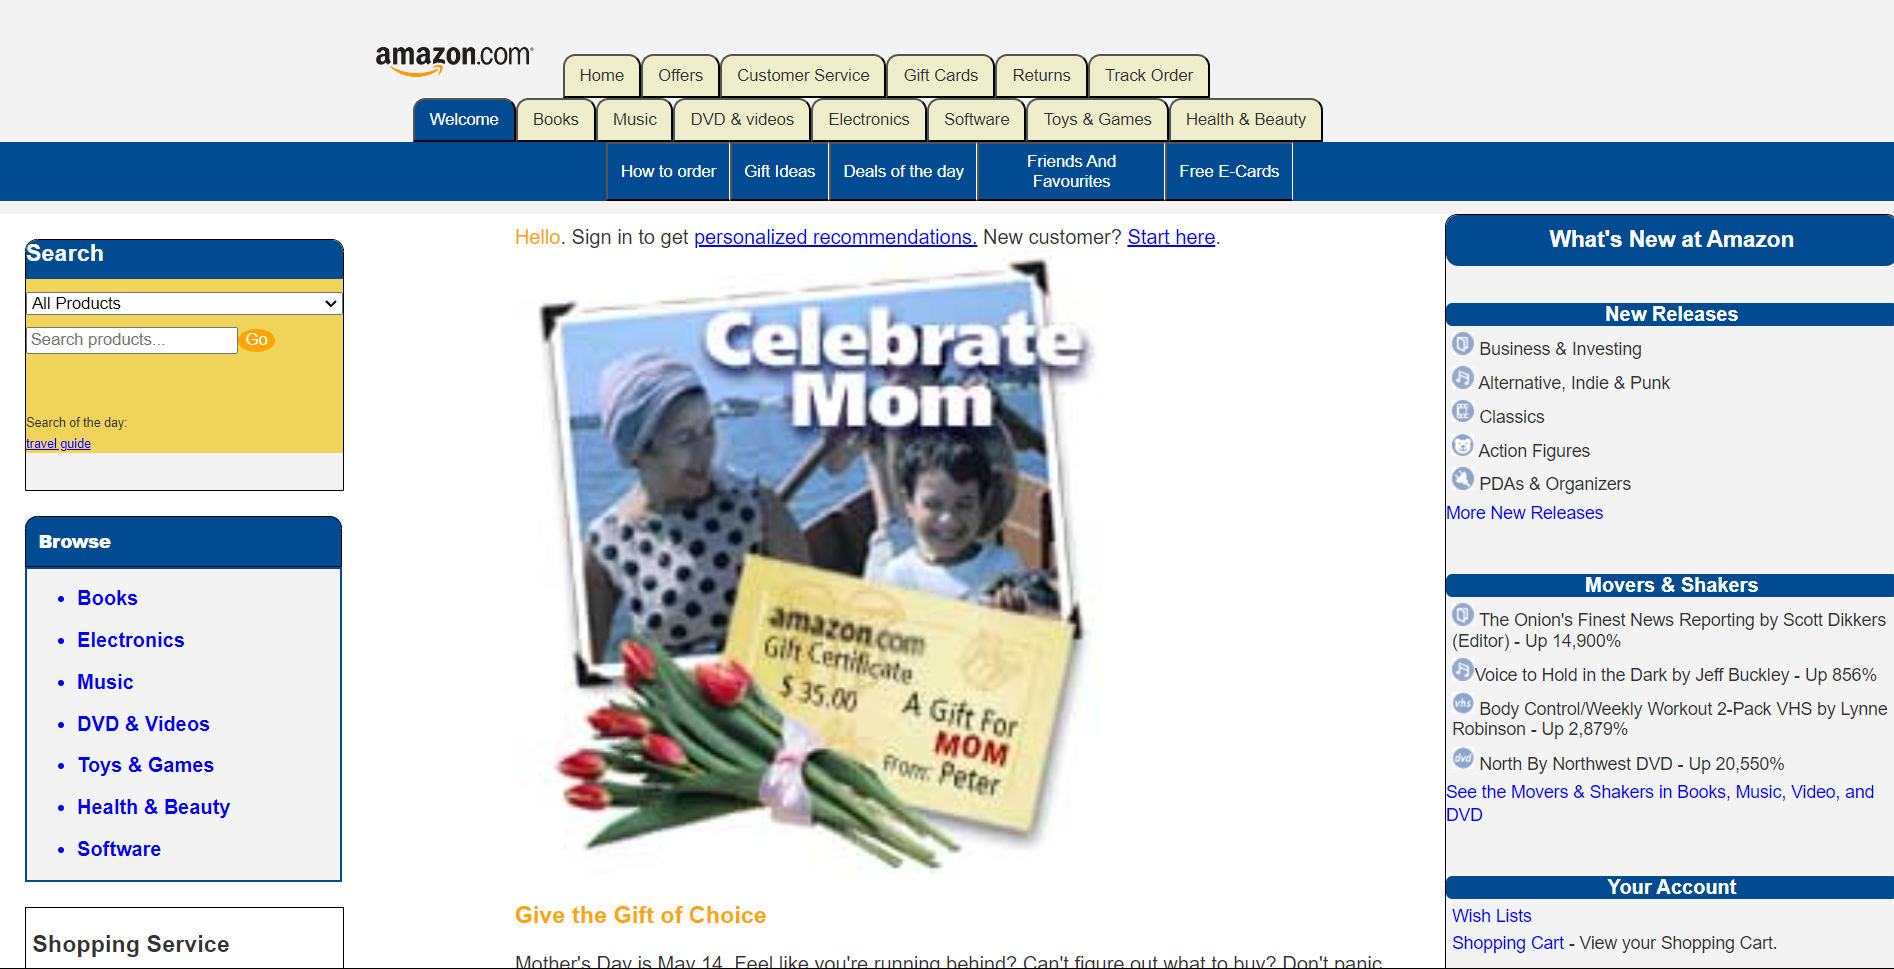 amazon.com
Home Offers Customer Service Gift Cards Returns Track Order
Welcome Books Music DVD & videos Electronics Software Toys & Games Health & Beauty
How to order Gift Ideas Deals of the day Friends And Favourites Free E-Cards
Search
All Products
Search products... Go
Search of the day:
travel guide
Browse
Books
Electronics
Music
DVD & Videos
Toys & Games
Health & Beauty
Software
Shopping Service
Hello. Sign in to get personalized recommendations. New customer? Start here.
Celebrate
Mom
amazon.com
Gift Certificate
$ 35.00
A Gift For
MOM
From: Peter
Give the Gift of Choice
Mother's Day is May 14. Feel like you're running behind? Can't figure out what to buy? Don't panic.
What's New at Amazon
New Releases
Business & Investing
Alternative, Indie & Punk
Classics
Action Figures
PDAs & Organizers
More New Releases
Movers & Shakers
The Onion's Finest News Reporting by Scott Dikkers
(Editor) - Up 14,900%
Voice to Hold in the Dark by Jeff Buckley - Up 856%
vhs Body Control/Weekly Workout 2-Pack VHS by Lynne
Robinson - Up 2,879%
dvd North By Northwest DVD - Up 20,550%
See the Movers & Shakers in Books, Music, Video, and
DVD
Your Account
Wish Lists
Shopping Cart - View your Shopping Cart.